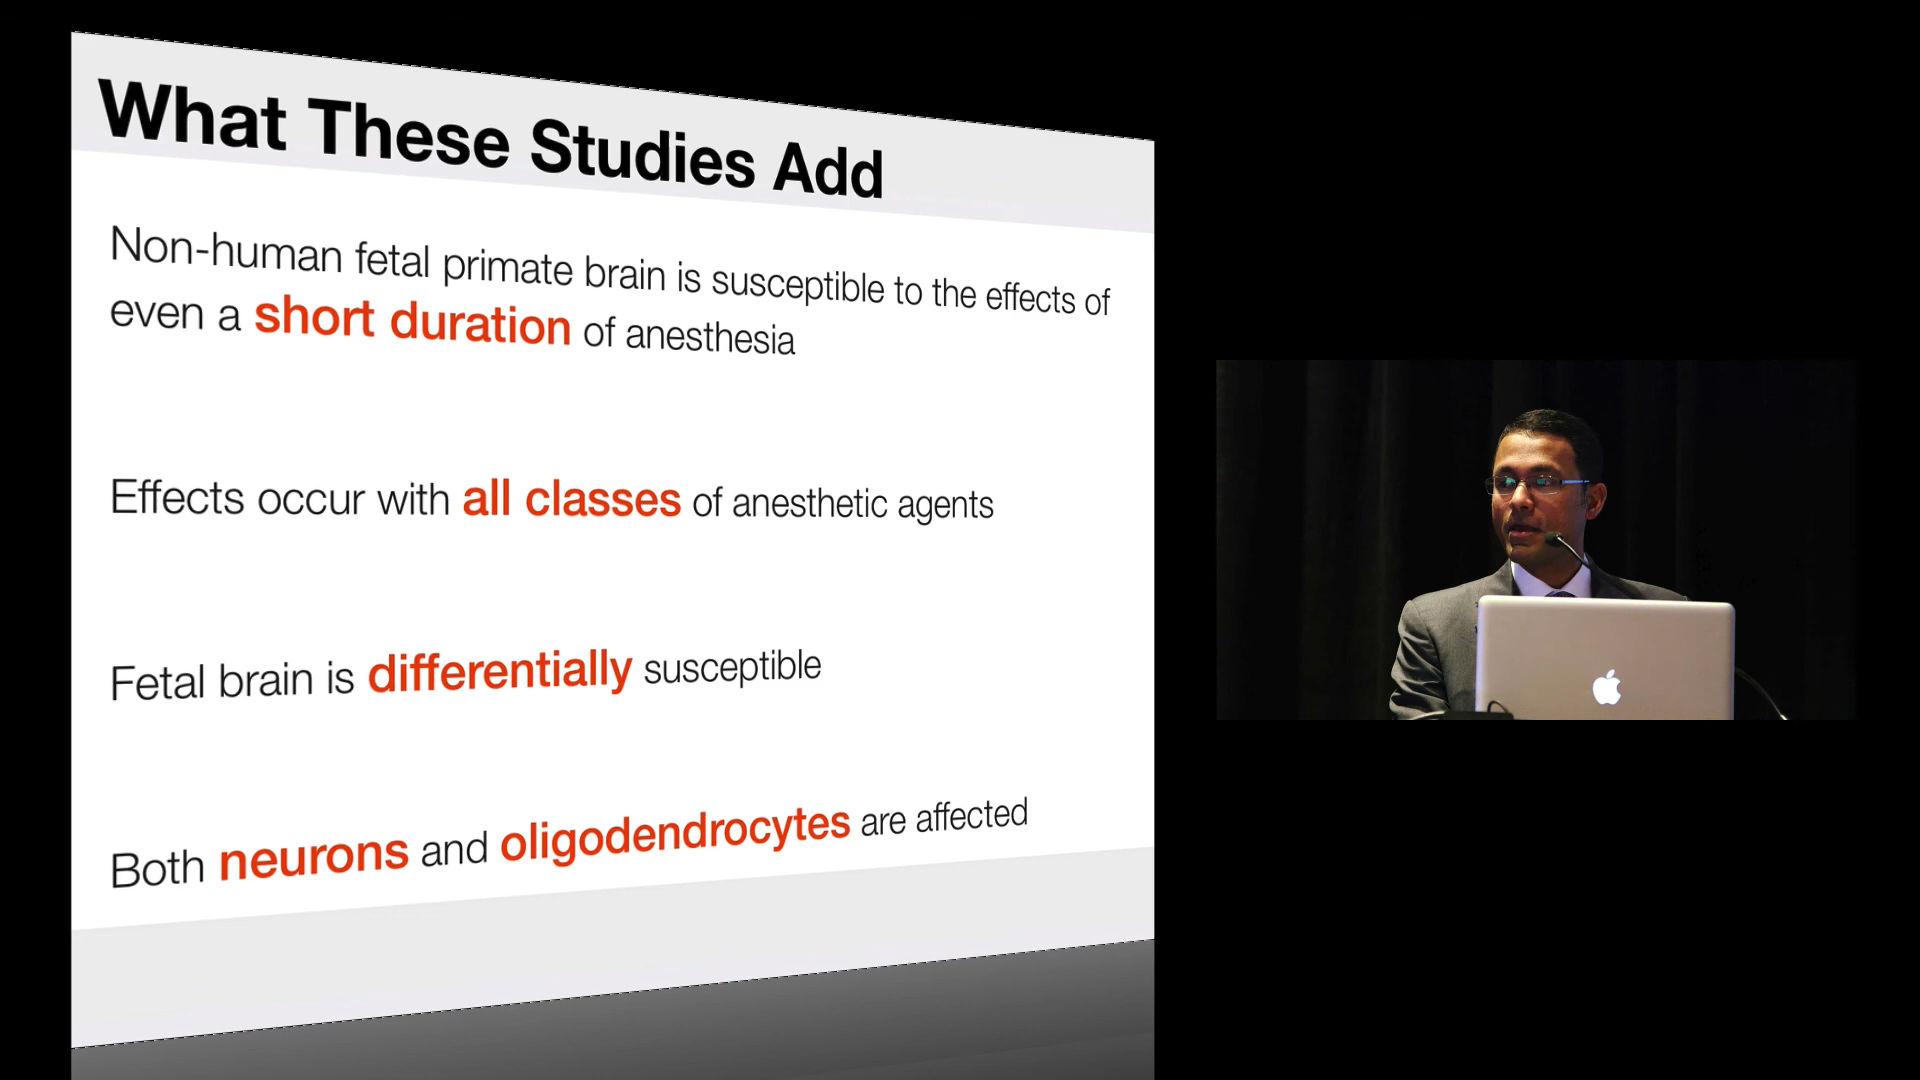 What These Studies Add
Non-human fetal primate brain is susceptible to the effects of
even a short duration of anesthesia
Effects occur with all classes of anesthetic agents
Fetal brain is differentially susceptible
Both neurons and oligodendrocytes are affected